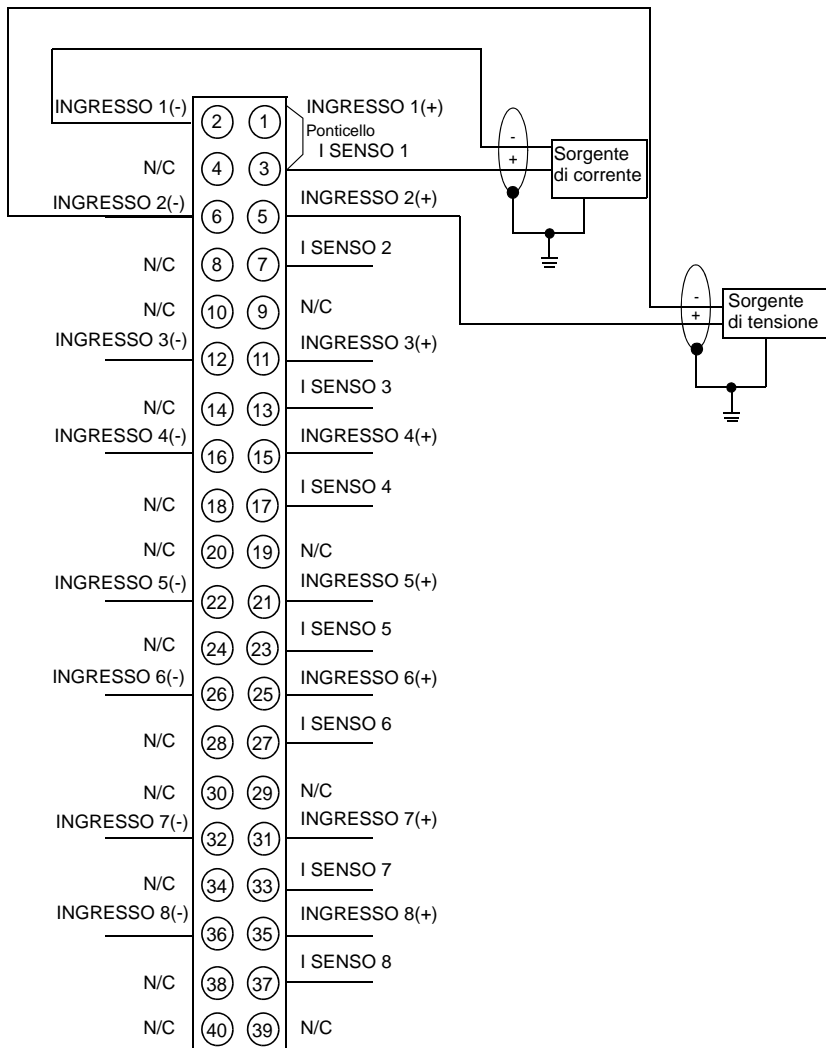 INGRESSO 1(-) 2 1 INGRESSO 1(+)
Ponticello
N/C 4 3 I SENSO 1
-
+
Sorgente
di corrente
INGRESSO 2(-) 6 5 INGRESSO 2(+)
N/C 8 7 I SENSO 2
N/C 10 9 N/C
-
+
Sorgente
di tensione
INGRESSO 3(-) 12 11 INGRESSO 3(+)
N/C 14 13 I SENSO 3
INGRESSO 4(-) 16 15 INGRESSO 4(+)
N/C 18 17 I SENSO 4
N/C 20 19 N/C
INGRESSO 5(-) 22 21 INGRESSO 5(+)
N/C 24 23 I SENSO 5
INGRESSO 6(-) 26 25 INGRESSO 6(+)
N/C 28 27 I SENSO 6
N/C 30 29 N/C
INGRESSO 7(-) 32 31 INGRESSO 7(+)
N/C 34 33 I SENSO 7
INGRESSO 8(-) 36 35 INGRESSO 8(+)
N/C 38 37 I SENSO 8
N/C 40 39 N/C